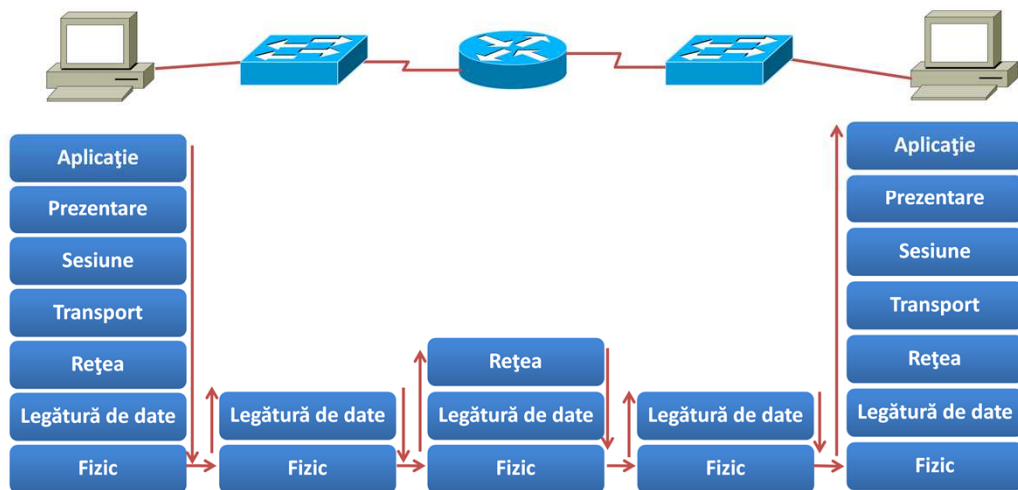 Aplicaţie
Prezentare
Sesiune
Transport
Reţea
Legătură de date
Fizic
Legătură de date
Fizic
Reţea
Legătură de date
Fizic
Legătură de date
Fizic
Aplicaţie
Prezentare
Sesiune
Transport
Reţea
Legătură de date
Fizic